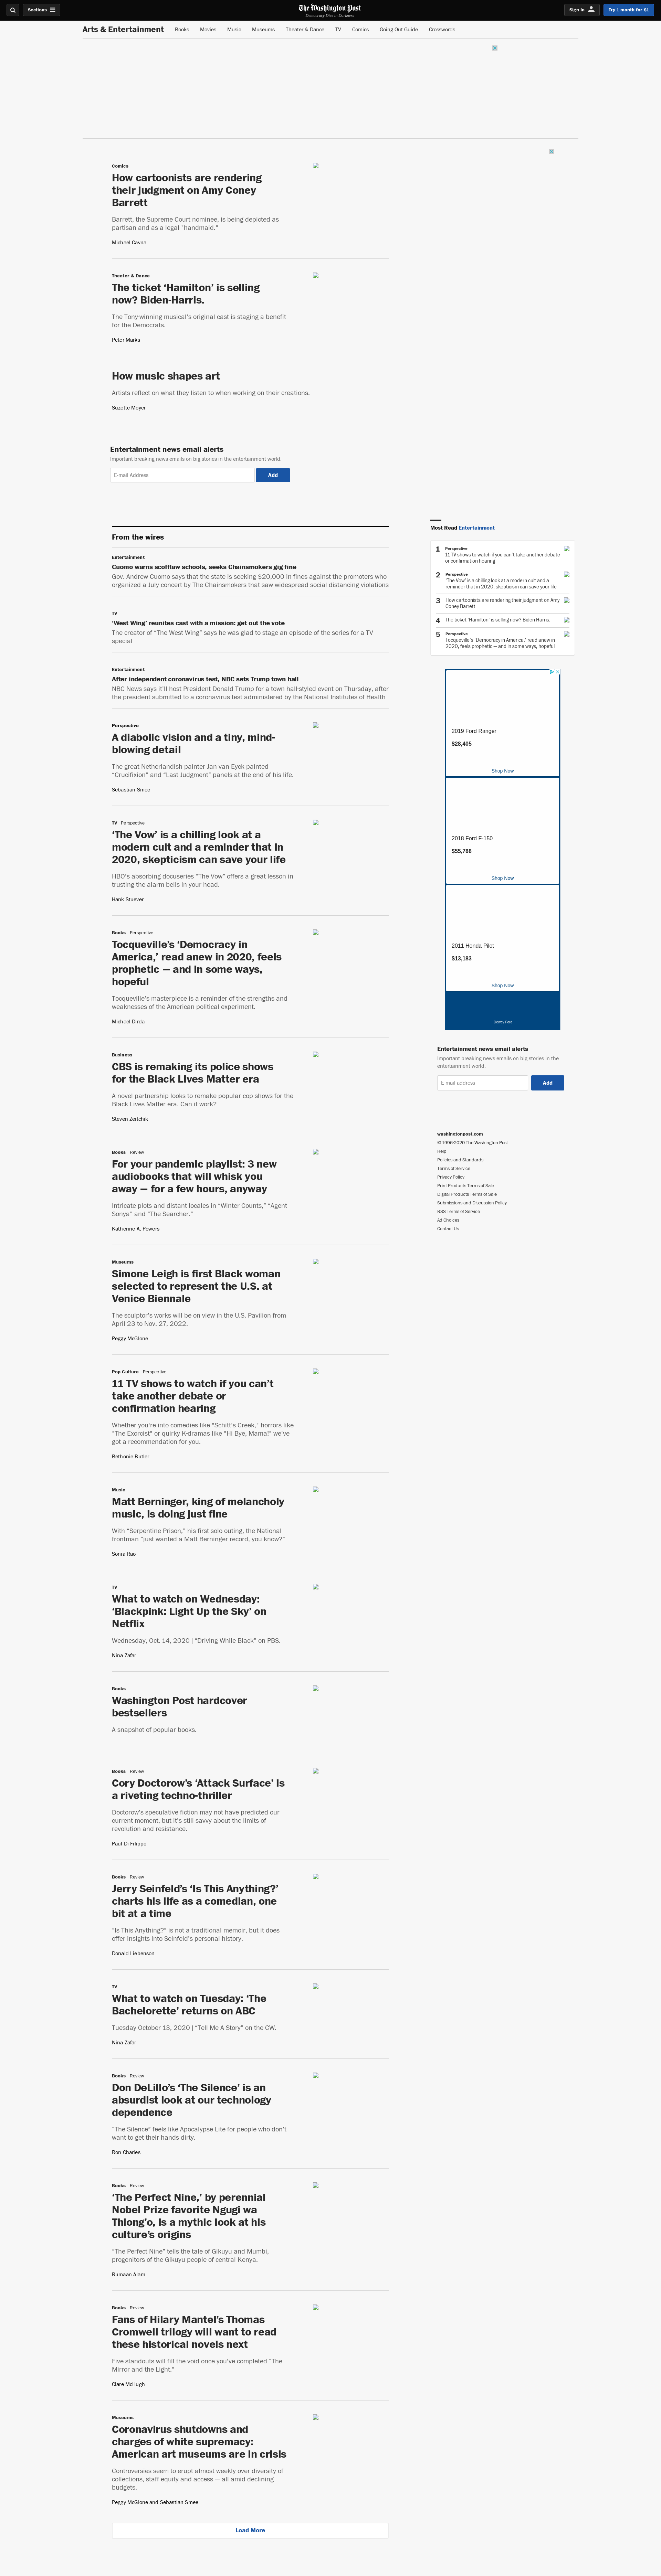 Sections
The Washington Post
Democracy Dies in Darkness
Sign In
Try 1 month for $1
Arts & Entertainment
Books
Movies
Music
Museums
Theater & Dance
TV
Comics
Going Out Guide
Crosswords
Comics
How cartoonists are rendering
their judgment on Amy Coney
Barrett
Barrett, the Supreme Court nominee, is being depicted as
partisan and as a legal "handmaid."
Michael Cavna
Theater & Dance
The ticket ‘Hamilton’ is selling
now? Biden-Harris.
The Tony-winning musical's original cast is staging a benefit
for the Democrats.
Peter Marks
How music shapes art
Artists reflect on what they listen to when working on their creations.
Suzette Moyer
Entertainment news email alerts
Important breaking news emails on big stories in the entertainment world.
E-mail Address
Add
From the wires
Entertainment
Cuomo warns scofflaw schools, seeks Chainsmokers gig fine
Gov. Andrew Cuomo says that the state is seeking $20,000 in fines against the promoters who
organized a July concert by The Chainsmokers that saw widespread social distance violations
TV
‘West Wing’ reunites cast with a mission: get out the vote
The creator of "The West Wing" says he was glad to stage an episode of the series for a TV
special
Entertainment
After independent coronavirus test, NBC sets Trump town hall
NBC News says it'll host President Donald Trump for a town hall-styled event on Thursday, after
the president submitted to a coronavirus test administered by the National Institutes of Health
Perspective
A diabolic vision and a tiny, mind-
blowing detail
The great Netherlandish painter Jan van Eyck painted
"Crucifixion" and "Last Judgment" panels at the end of his life.
Sebastian Smee
TV Perspective
‘The Vow’ is a chilling look at a
modern cult and a reminder that in
2020, skepticism can save your life
HBO's absorbing docuseries "The Vow" offers a great lesson in
trusting the alarm bells in your head.
Hank Stuever
Books Perspective
Tocqueville’s ‘Democracy in
America,’ read anew in 2020, feels
prophetic — and in some ways,
hopeful
Tocqueville's masterpiece is a reminder of the strengths and
weaknesses of the American political experiment.
Michael Dirda
Business
CBS is remaking its police shows
for the Black Lives Matter era
A novel partnership looks to remake popular cop shows for the
Black Lives Matter era. Can it work?
Steven Zeitchik
Books Review
For your pandemic playlist: 3 new
audiobooks that will whisk you
away — for a few hours, anyway
Intricate plots and distant locales in "Winter Counts," "Agent
Sonya" and "The Searcher."
Katherine A. Powers
Museums
Simone Leigh is first Black woman
selected to represent the U.S. at
Venice Biennale
The sculptor's works will be on view in the U.S. Pavilion from
April 23 to Nov. 27, 2022.
Peggy McGlone
Pop Culture Perspective
11 TV shows to watch if you can’t
take another debate or
confirmation hearing
Whether you're into comedies like "Schitt's Creek," horrors like
"The Exorcist" or quirky K-dramas like "Hi Bye, Mama!" we've
got a recommendation for you.
Bethonie Butler
Music
Matt Berninger, king of melancholy
music, is doing just fine
With "Serpentine Prison," his first solo outing, the National
frontman "just wanted a Matt Berninger record, you know?"
Sonia Rao
TV
What to watch on Wednesday:
‘Blackpink: Light Up the Sky’ on
Netflix
Wednesday, Oct. 14, 2020 | "Driving While Black" on PBS.
Nina Zafar
Books
Washington Post hardcover
bestsellers
A snapshot of popular books.
Books Review
Cory Doctorow’s ‘Attack Surface’ is
a riveting techno-thriller
Doctorow's speculative fiction may not have predicted our
current moment, but it's still savvy about the limits of
revolution and resistance.
Paul Di Filippo
Books Review
Jerry Seinfeld’s ‘Is This Anything?’
charts his life as a comedian, one
bit at a time
"Is This Anything?" is not a traditional memoir, but it does
offer insights into Seinfeld's personal history.
Donald Liebenson
TV
What to watch on Tuesday: ‘The
Bachelorette’ returns on ABC
Tuesday October 13, 2020 | "Tell Me A Story" on the CW.
Nina Zafar
Books Review
Don DeLillo’s ‘The Silence’ is an
absurdist look at our technology
dependence
"The Silence" feels like Apocalypse Lite for people who don't
want to get their hands dirty.
Ron Charles
Books Review
‘The Perfect Nine,’ by perennial
Nobel Prize favorite Ngugi wa
Thiong’o, is a mythic look at his
culture’s origins
"The Perfect Nine" tells the tale of Gikuyu and Mumbi,
progenitors of the Gikuyu people of central Kenya.
Rumaan Alam
Books Review
Fans of Hilary Mantel’s Thomas
Cromwell trilogy will want to read
these historical novels next
Five standouts will fill the void once you've completed "The
Mirror and the Light."
Clare McHugh
Museums
Coronavirus shutdowns and
charges of white supremacy:
American art museums are in crisis
Controversies seem to erupt almost weekly over diversity of
collections, staff equity and access — all amid declining
budgets.
Peggy McGlone and Sebastian Smee
Load More
Most Read Entertainment
1 Perspective
11 TV shows to watch if you can’t take another debate
or confirmation hearing
2 Perspective
‘The Vow’ is a chilling look at a modern cult and a
reminder that in 2020, skepticism can save your life
3 How cartoonists are rendering their judgment on Amy
Coney Barrett
4 The ticket ‘Hamilton’ is selling now? Biden-Harris.
5 Perspective
Tocqueville’s ‘Democracy in America,’ read anew in
2020, feels prophetic — and in some ways, hopeful
2019 Ford Ranger
$28,405
Shop Now
2018 Ford F-150
$55,788
Shop Now
2011 Honda Pilot
$13,183
Shop Now
Dewey Ford
Entertainment news email alerts
Important breaking news emails on big stories in the
entertainment world.
E-mail address
Add
washingtonpost.com
© 1996-2020 The Washington Post
Help
Policies and Standards
Terms of Service
Privacy Policy
Print Products Terms of Sale
Digital Products Terms of Sale
Submissions and Discussion Policy
RSS Terms of Service
Ad Choices
Contact Us